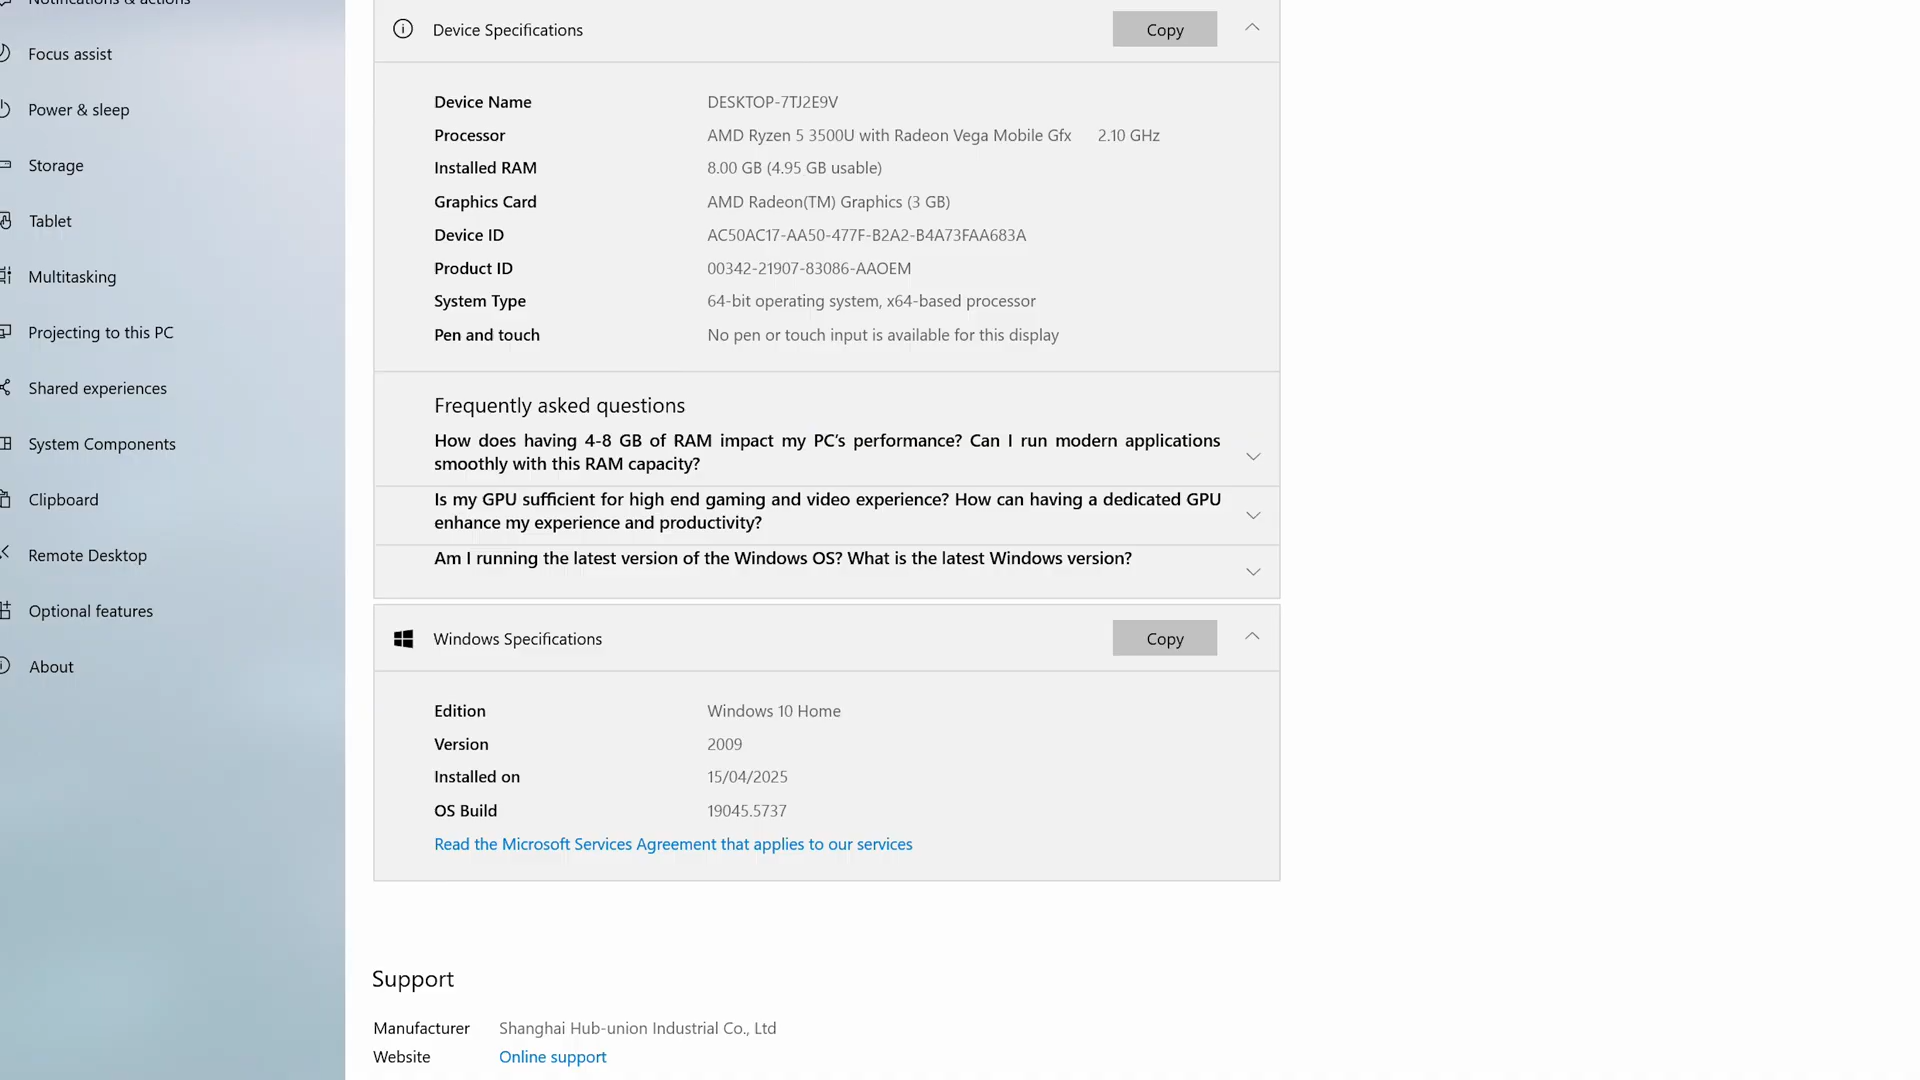 Notifications & actions
Focus assist
Power & sleep
Storage
Tablet
Multitasking
Projecting to this PC
Shared experiences
System Components
Clipboard
Remote Desktop
Optional features
About
Device Specifications
Copy
Device Name DESKTOP-7TJ2E9V
Processor AMD Ryzen 5 3500U with Radeon Vega Mobile Gfx 2.10 GHz
Installed RAM 8.00 GB (4.95 GB usable)
Graphics Card AMD Radeon(TM) Graphics (3 GB)
Device ID AC50AC17-AA50-477F-B2A2-B4A73FAA683A
Product ID 00342-21907-83086-AAOEM
System Type 64-bit operating system, x64-based processor
Pen and touch No pen or touch input is available for this display
Frequently asked questions
How does having 4-8 GB of RAM impact my PC's performance? Can I run modern applications
smoothly with this RAM capacity?
Is my GPU sufficient for high end gaming and video experience? How can having a dedicated GPU
enhance my experience and productivity?
Am I running the latest version of the Windows OS? What is the latest Windows version?
Windows Specifications
Copy
Edition Windows 10 Home
Version 2009
Installed on 15/04/2025
OS Build 19045.5737
Read the Microsoft Services Agreement that applies to our services
Support
Manufacturer Shanghai Hub-union Industrial Co., Ltd
Website Online support